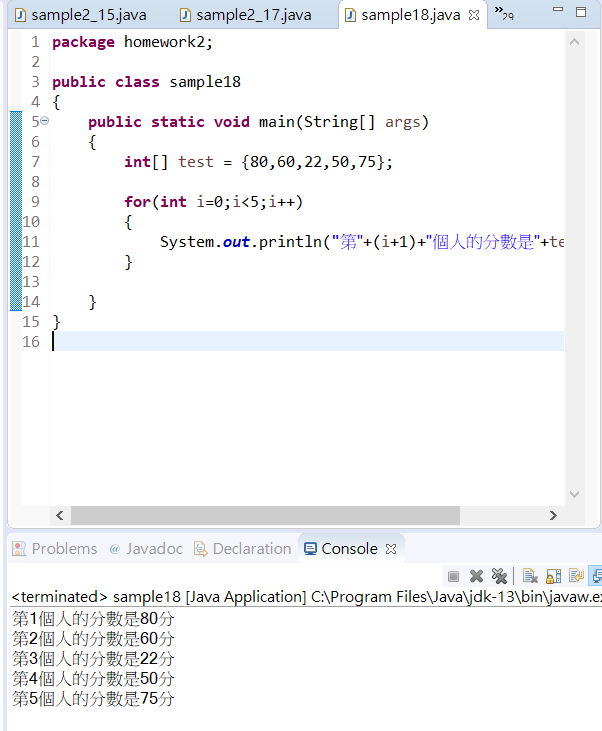 sample2_15.java sample2_17.java sample18.java »29
1 package homework2;
2
3 public class sample18
4 {
5 public static void main(String[] args)
6 {
7 int[] test = {80,60,22,50,75};
8
9 for(int i=0;i<5;i++)
10 {
11 System.out.println("第"+(i+1)+"個人的分數是"+te
12 }
13
14 }
15 }
16
Problems @ Javadoc Declaration Console
<terminated> sample18 [Java Application] C:\Program Files\Java\jdk-13\bin\javaw.ex
第1個人的分數是80分
第2個人的分數是60分
第3個人的分數是22分
第4個人的分數是50分
第5個人的分數是75分